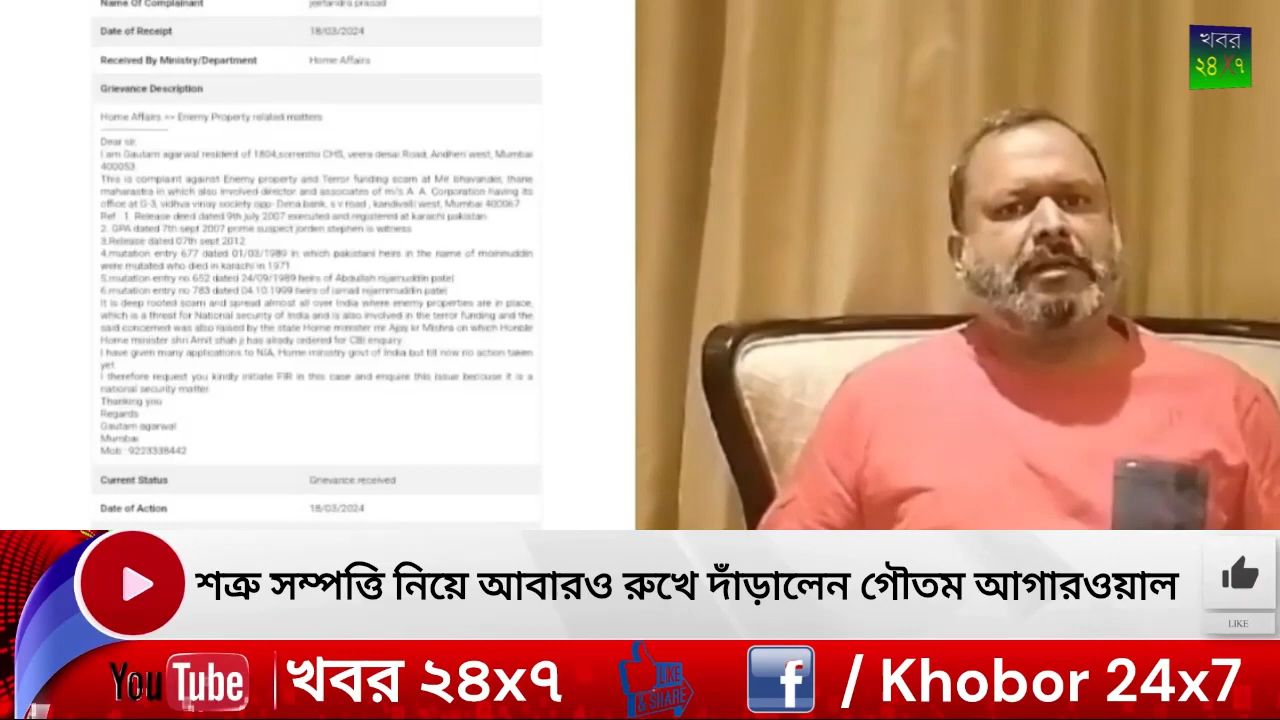 Name Of Complainant jeetandra prasad
Date of Receipt 18/03/2024
Received By Ministry/Department Home Affairs
Grievance Description
Home Affairs >> Enemy Property related matters
Dear sir,
I am Gautam agarwal resident of 1804,sorrentto CHS, veera desai Road, Andheri west, Mumbai
400053
This is complaint against Enemy property and Terror funding scam at Mir bhavander, thane
maharastra in which also involved director and associates of m/s A. A. Corporation having its
office at G-3, vidhva vinay society opp- Dena bank, s v road , kandivali west, Mumbai 400067
Ref : 1. Release deed dated 9th july 2007 executed and registered at karachi pakistan
2. GPA dated 7th sept 2007 prime suspect jorden stephen is witness
3.Release dated 07th sept 2012
4.mutation entry 677 dated 01/03/1989 in which pakistani heirs in the name of moinnuddin
were mutated who died in karachi in 1971
5.mutation entry no 652 dated 24/09/1989 heirs of Abdullah nijamuddin patel
6.mutation entry no 783 dated 04.10.1999 heirs of ismail nijammuddin patel
It is deep rooted scam and spread almost all over India where enemy properties are in place,
which is a threat for National security of India and is also involved in the terror funding and the
said concerned was also raised by the state Home minister mr Ajay kr Mishra on which Honble
Home minister shri Amit shah ji has alrady ordered for CBI enquiry
I have given many applications to NIA, Home ministry govt of India but till now no action taken
yet.
I therefore request you kindly initiate FIR in this case and enquire this issue beciouse it is a
national security matter
Thanking you
Regards
Gautam agarwal
Mumbai
Mob :9223338442
Current Status Grievance received
Date of Action 18/03/2024
খবর
২৪X৭
শত্রু সম্পত্তি নিয়ে আবারও রুখে দাঁড়ালেন গৌতম আগারওয়াল
LIKE
YouTube খবর ২৪x৭ LIKE & SHARE f / Khobor 24x7